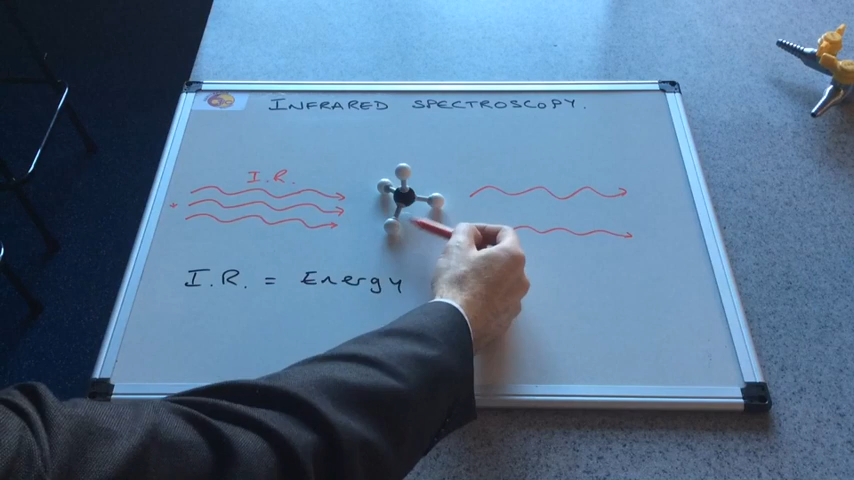 INFRARED SPECTROSCOPY.
I.R.
I.R. = Energy